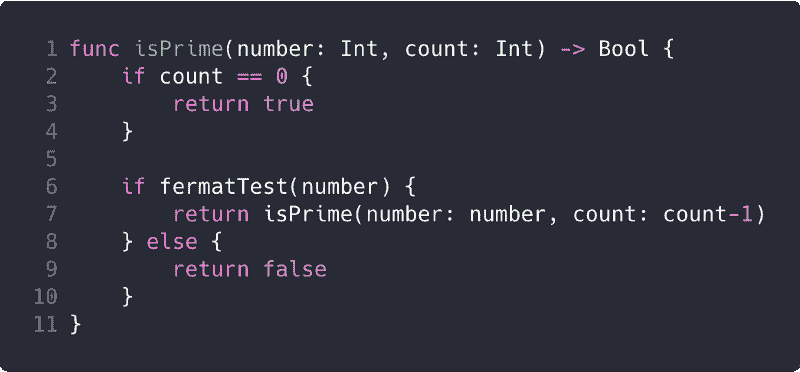 1 func isPrime(number: Int, count: Int) -> Bool {
2     if count == 0 {
3         return true
4     }
5
6     if fermatTest(number) {
7         return isPrime(number: number, count: count-1)
8     } else {
9         return false
10     }
11 }